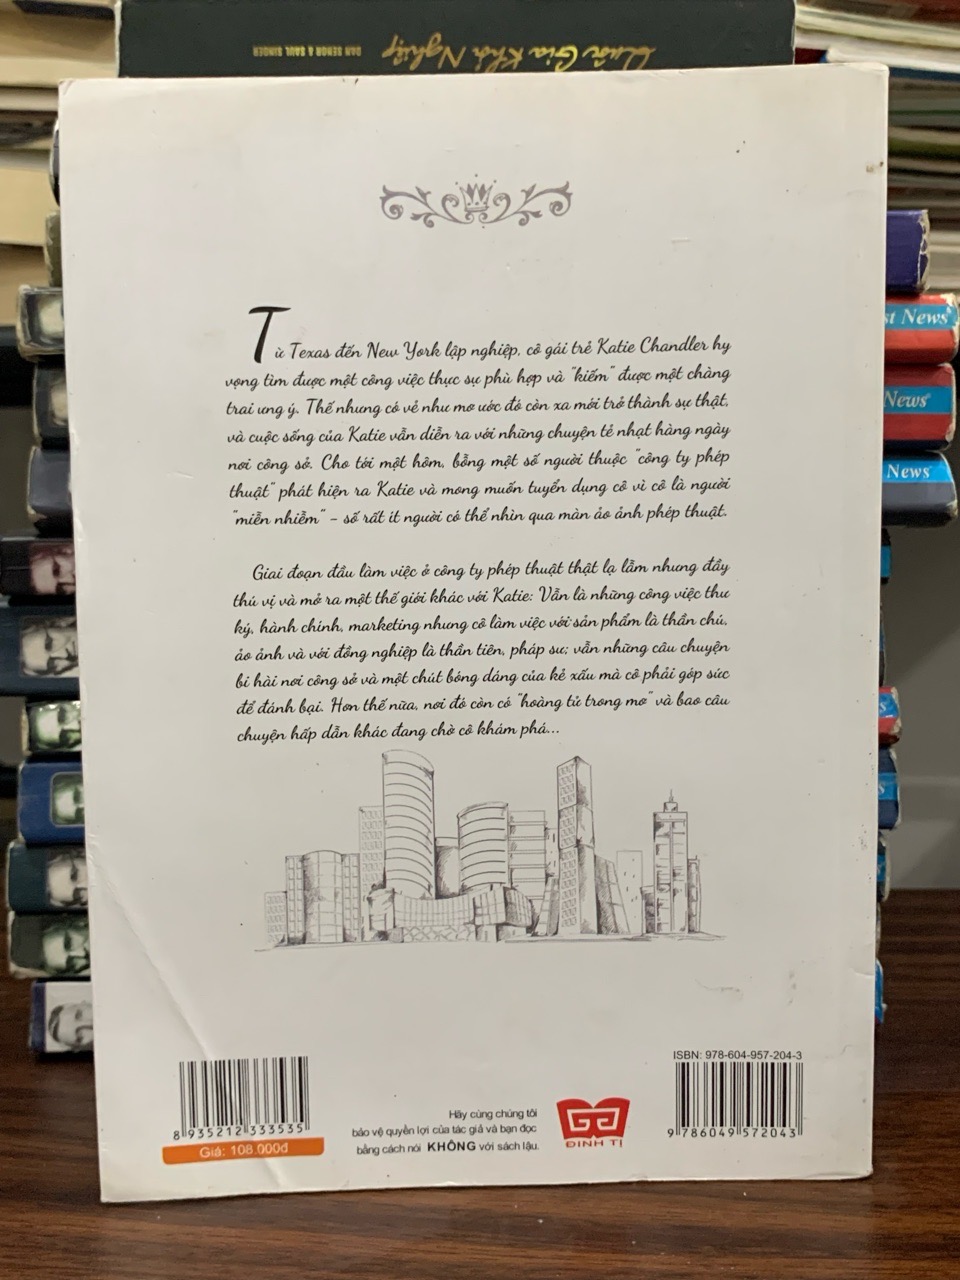 Quốc Gia Khởi Nghiệp
DAN SENOR & SAUL SINGER
Từ Texas đến New York lập nghiệp, cô gái trẻ Katie Chandler hy
vọng tìm được một công việc thực sự phù hợp và "kiếm" được một chàng
trai ưng ý. Thế nhưng có vẻ như mơ ước đó còn xa mới trở thành sự thật,
và cuộc sống của Katie vẫn diễn ra với những chuyện tẻ nhạt hàng ngày
nơi công sở. Cho tới một hôm, bỗng một số người thuộc "công ty phép
thuật" phát hiện ra Katie và mong muốn tuyển dụng cô vì cô là người
"miễn nhiễm" – số rất ít người có thể nhìn qua màn ảo ảnh phép thuật.
Giai đoạn đầu làm việc ở công ty phép thuật thật lạ lẫm nhưng đầy
thú vị và mở ra một thế giới khác với Katie: Vẫn là những công việc thư
ký, hành chính, marketing nhưng cô làm việc với sản phẩm là thần chú,
ảo ảnh và với đồng nghiệp là thần tiên, pháp sư; vẫn những câu chuyện
bi hài nơi công sở và một chút bóng dáng của kẻ xấu mà cô phải góp sức
để đánh bại. Hơn thế nữa, nơi đó còn có "hoàng tử trong mơ" và bao câu
chuyện hấp dẫn khác đang chờ cô khám phá...
st News
News
News
8 935212 333535
Giá: 108.000đ
Hãy cùng chúng tôi
bảo vệ quyền lợi của tác giả và bạn đọc
bằng cách nói KHÔNG với sách lậu.
ĐINH TỊ
ISBN: 978-604-957-204-3
9 786049 572043